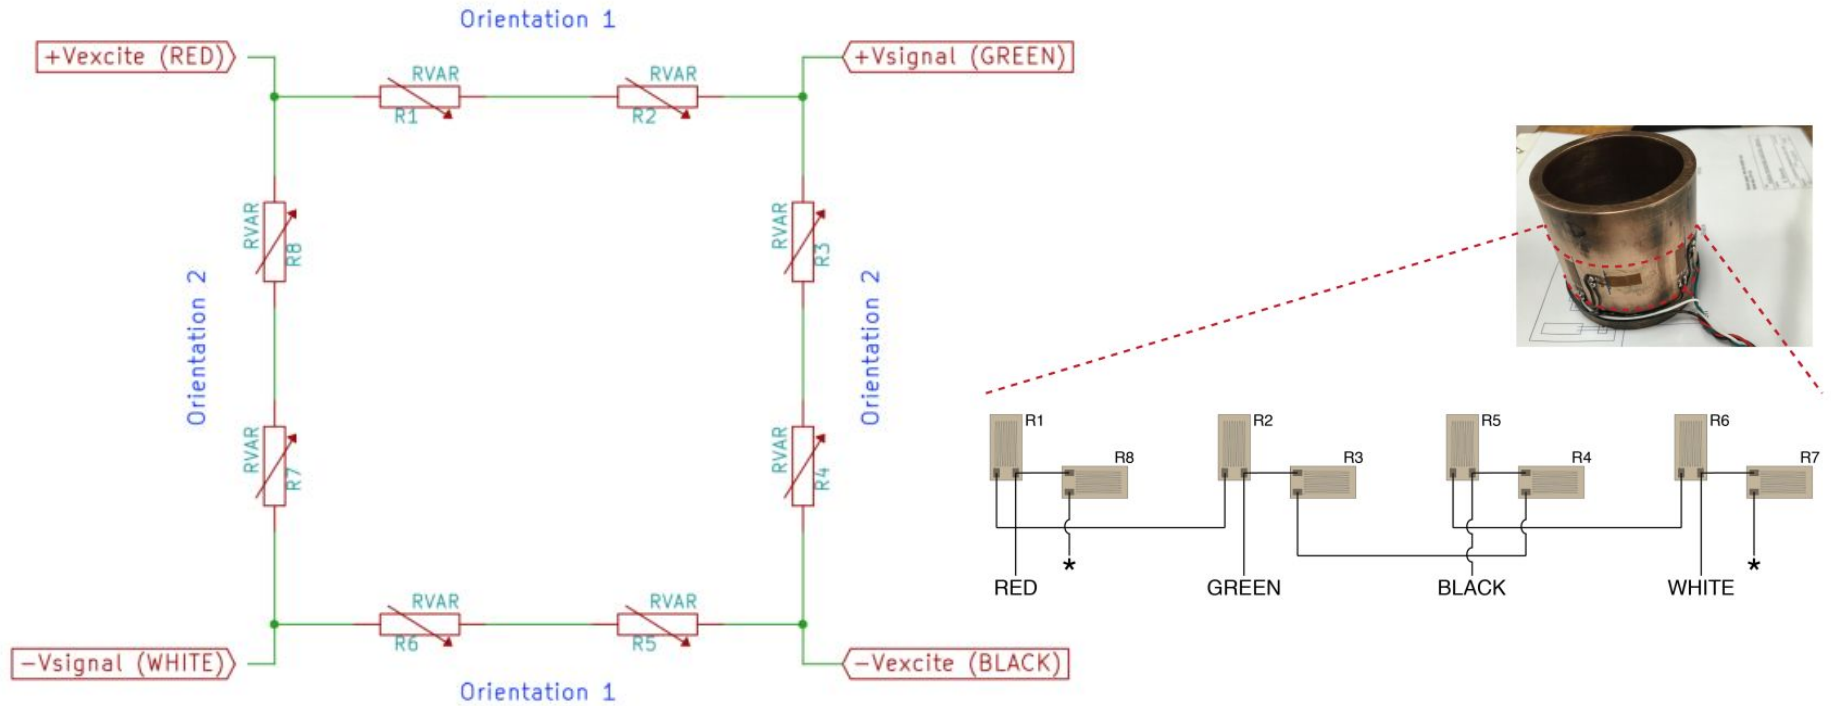 Orientation 1
+Vexcite (RED)
+Vsignal (GREEN)
RVAR
R1
RVAR
R2
RVAR
R8
RVAR
R3
Orientation 2
Orientation 2
RVAR
R7
RVAR
R4
RVAR
R6
RVAR
R5
-Vsignal (WHITE)
-Vexcite (BLACK)
Orientation 1
R1
R8
R2
R3
R5
R4
R6
R7
*
*
RED
GREEN
BLACK
WHITE